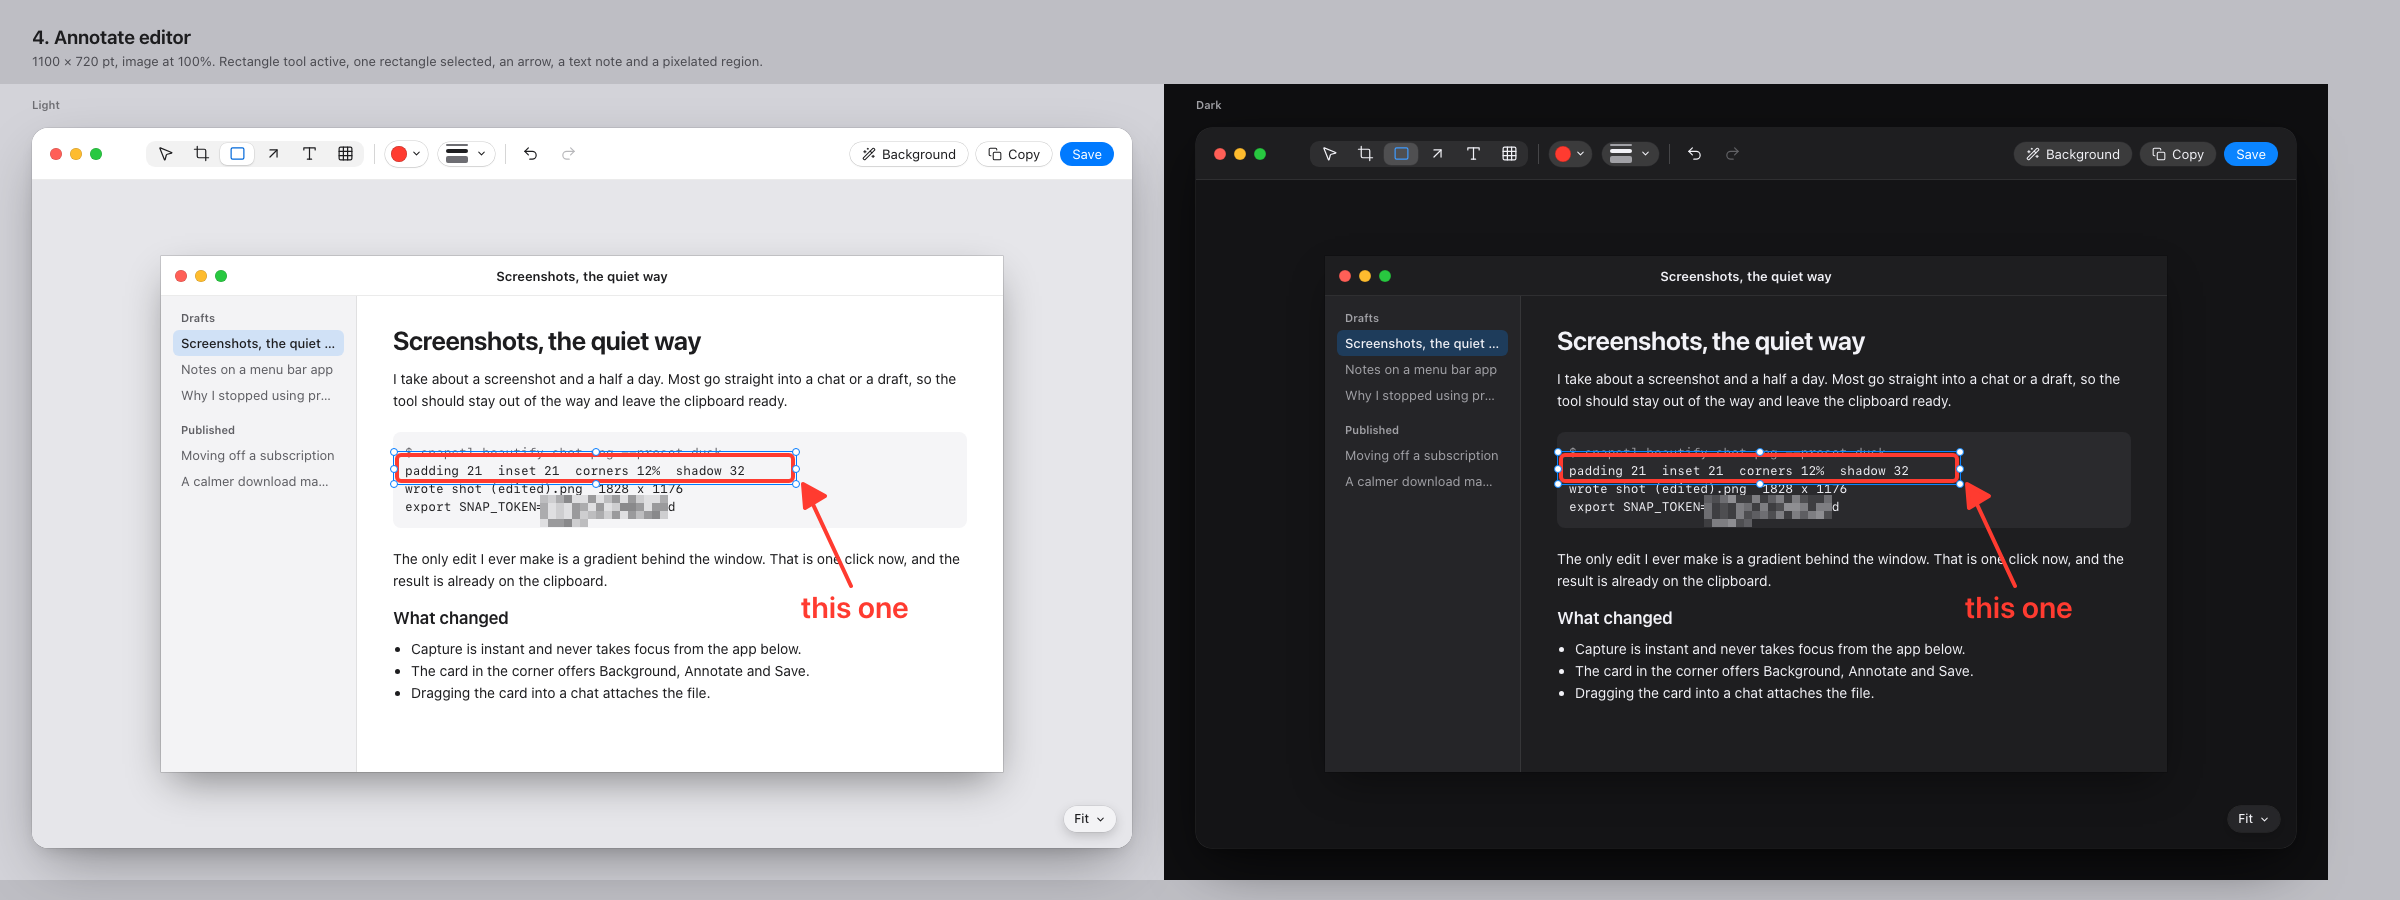 4. Annotate editor
1100 × 720 pt, image at 100%. Rectangle tool active, one rectangle selected, an arrow, a text note and a pixelated region.
Light
Background
Copy
Save
Screenshots, the quiet way
Drafts
Screenshots, the quiet ...
Notes on a menu bar app
Why I stopped using pr...
Published
Moving off a subscription
A calmer download ma...
Screenshots, the quiet way
I take about a screenshot and a half a day. Most go straight into a chat or a draft, so the
tool should stay out of the way and leave the clipboard ready.
$ snapctl beautify shot.png --preset dusk
padding 21 inset 21 corners 12% shadow 32
wrote shot (edited).png 1828 x 1176
export SNAP_TOKEN= d
The only edit I ever make is a gradient behind the window. That is one click now, and the
result is already on the clipboard.
this one
What changed
• Capture is instant and never takes focus from the app below.
• The card in the corner offers Background, Annotate and Save.
• Dragging the card into a chat attaches the file.
Fit
Dark
Background
Copy
Save
Screenshots, the quiet way
Drafts
Screenshots, the quiet ...
Notes on a menu bar app
Why I stopped using pr...
Published
Moving off a subscription
A calmer download ma...
Screenshots, the quiet way
I take about a screenshot and a half a day. Most go straight into a chat or a draft, so the
tool should stay out of the way and leave the clipboard ready.
$ snapctl beautify shot.png --preset dusk
padding 21 inset 21 corners 12% shadow 32
wrote shot (edited).png 1828 x 1176
export SNAP_TOKEN= d
The only edit I ever make is a gradient behind the window. That is one click now, and the
result is already on the clipboard.
this one
What changed
• Capture is instant and never takes focus from the app below.
• The card in the corner offers Background, Annotate and Save.
• Dragging the card into a chat attaches the file.
Fit